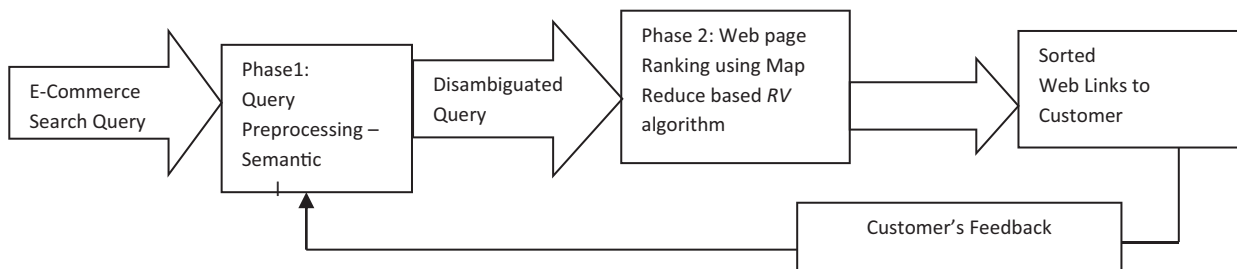 E-Commerce
Search Query
Phase1:
Query
Preprocessing –
Semantic
Disambiguated
Query
Phase 2: Web page
Ranking using Map
Reduce based RV
algorithm
Sorted
Web Links to
Customer
Customer’s Feedback